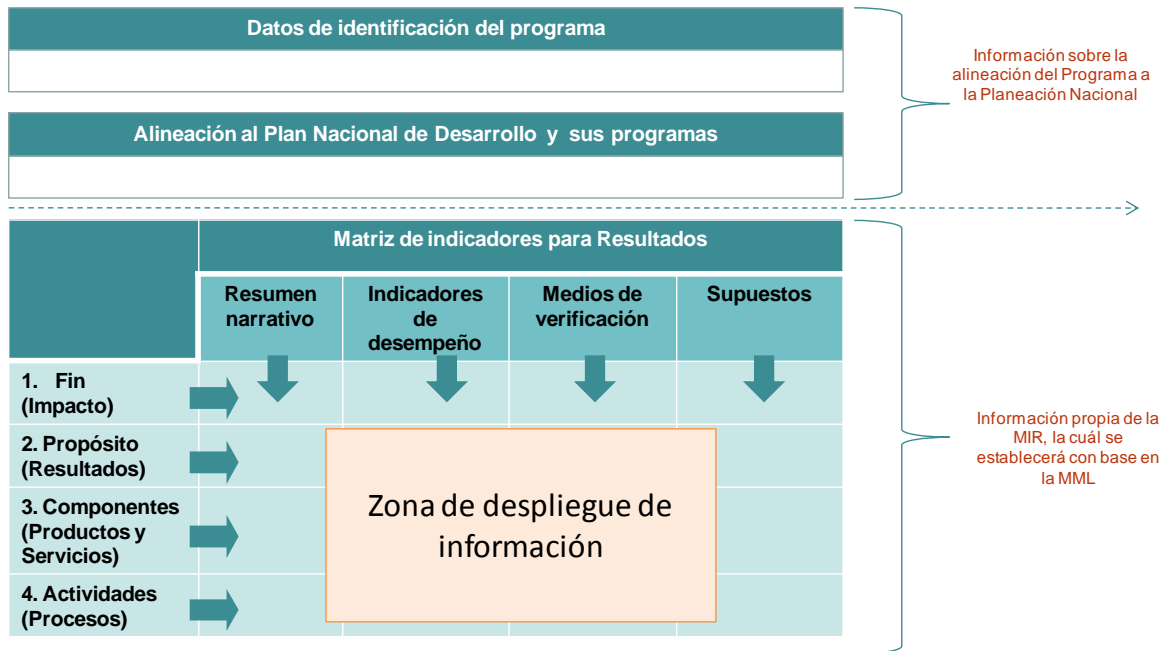 Datos de identificación del programa
Información sobre la
alineación del Programa a
la Planeación Nacional
Alineación al Plan Nacional de Desarrollo y sus programas
Matriz de indicadores para Resultados
Resumen
narrativo
Indicadores
de
desempeño
Medios de
verificación
Supuestos
1. Fin
(Impacto)
2. Propósito
(Resultados)
3. Componentes
(Productos y
Servicios)
4. Actividades
(Procesos)
Zona de despliegue de
información
Información propia de la
MIR, la cuál se
establecerá con base en
la MML